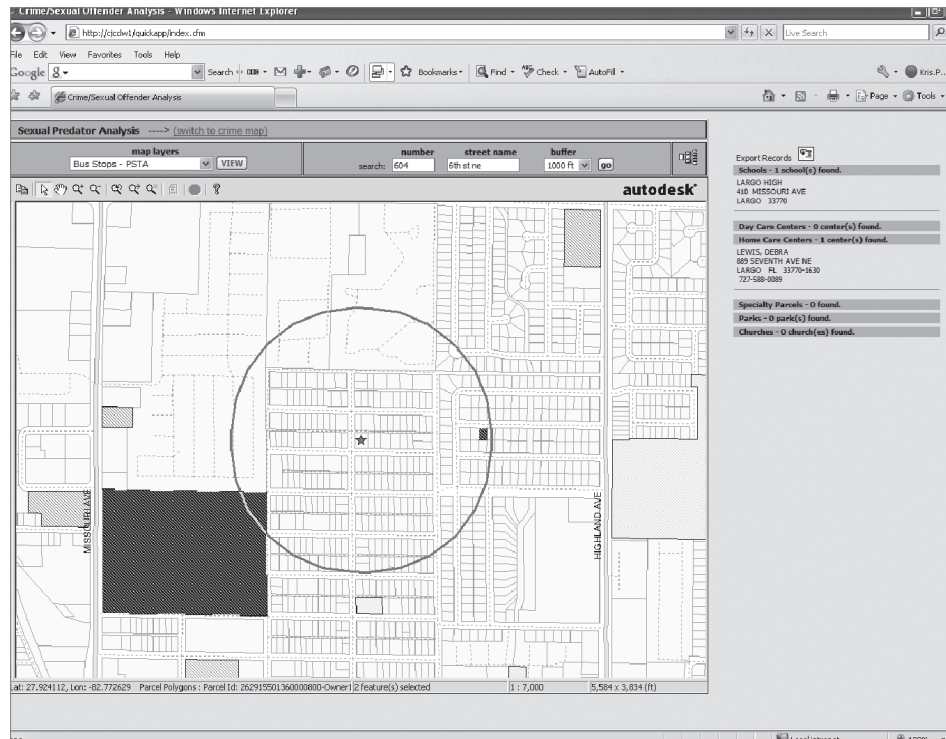 Crime/Sexual Offender Analysis - Windows Internet Explorer
http://cjcdw1/quickapp/index.cfm
Live Search
File Edit View Favorites Tools Help
Google Search Bookmarks Find Check AutoFill Kris.P...
Crime/Sexual Offender Analysis Page Tools
Sexual Predator Analysis ----> (switch to crime map)
map layers number street name buffer
Bus Stops - PSTA VIEW search: 604 6th st ne 1000 ft go
autodesk
Export Records
Schools - 1 school(s) found.
LARGO HIGH
410 MISSOURI AVE
LARGO 33770
Day Care Centers - 0 center(s) found.
Home Care Centers - 1 center(s) found.
LEWIS, DEBRA
889 SEVENTH AVE NE
LARGO FL 33770-1630
727-588-0089
Specialty Parcels - 0 found.
Parks - 0 park(s) found.
Churches - 0 church(es) found.
MISSOURI AVE
HIGHLAND AVE
Lat: 27.924112, Lon: -82.772629 Parcel Polygons : Parcel Id: 262915501360000800-Owner1 2 feature(s) selected 1 : 7,000 5,584 x 3,834 (ft)
Local intranet 100%